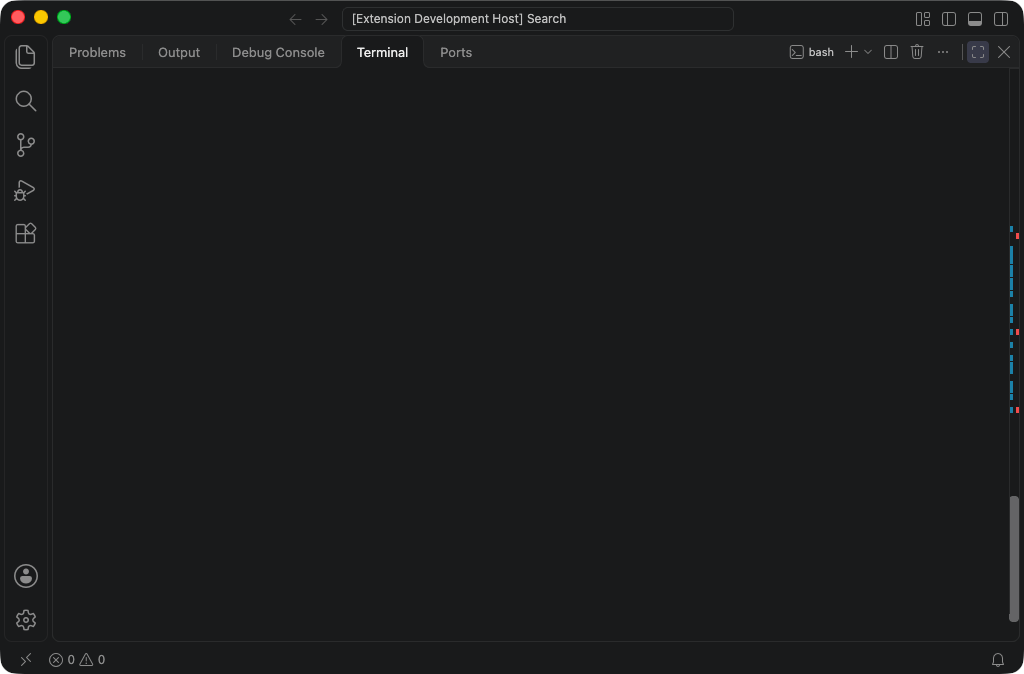 [Extension Development Host] Search
Problems Output Debug Console Terminal Ports bash
0 0